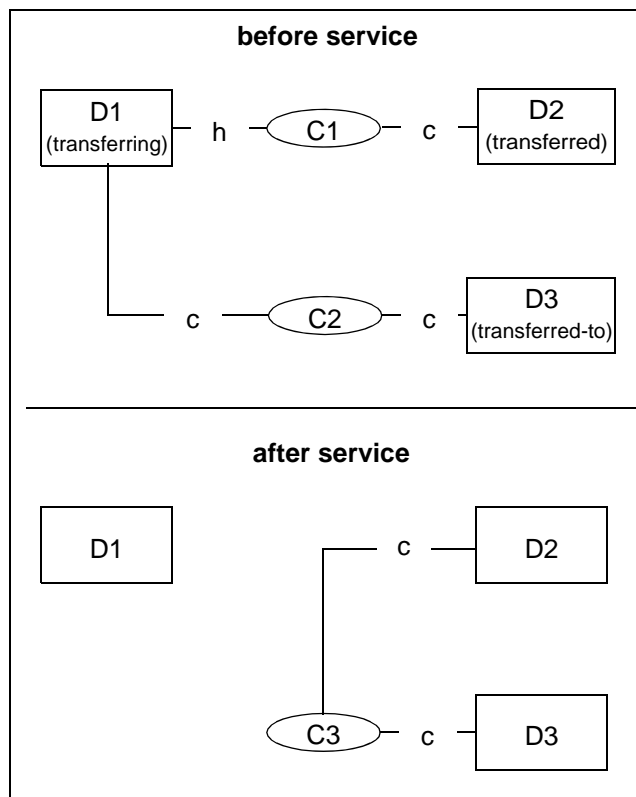 before service
D1
(transferring)
h
C1
c
D2
(transferred)
c
C2
c
D3
(transferred-to)
after service
D1
c
D2
C3
c
D3